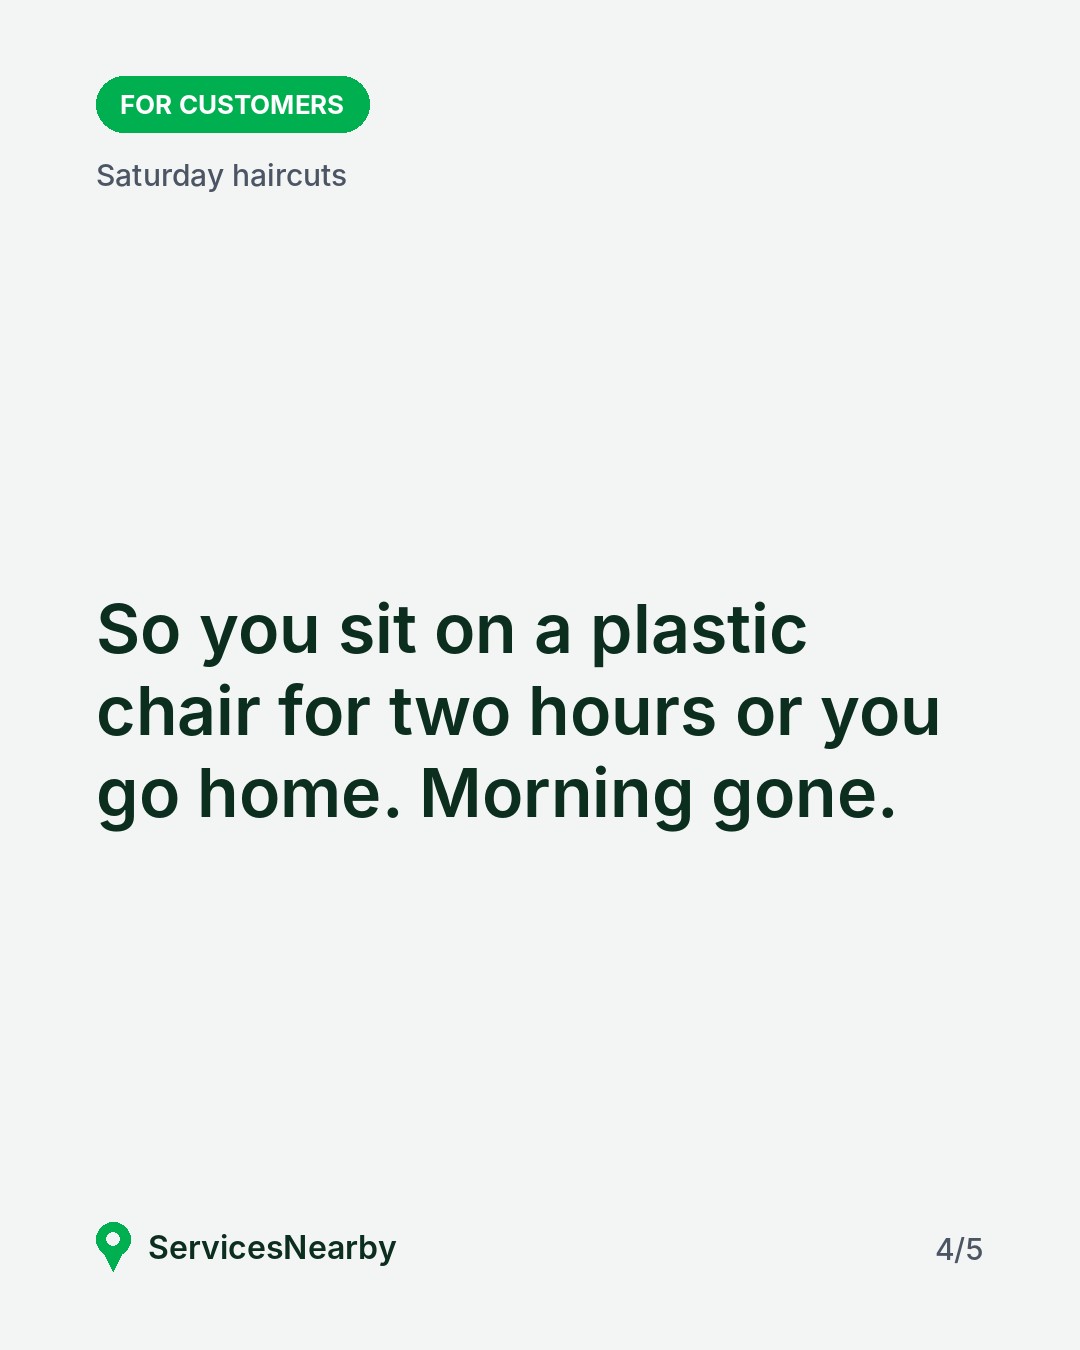 FOR CUSTOMERS
Saturday haircuts
So you sit on a plastic
chair for two hours or you
go home. Morning gone.
ServicesNearby
4/5